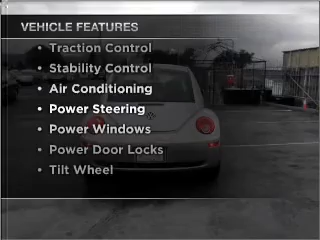 VEHICLE FEATURES
• Traction Control
• Stability Control
• Air Conditioning
• Power Steering
• Power Windows
• Power Door Locks
• Tilt Wheel